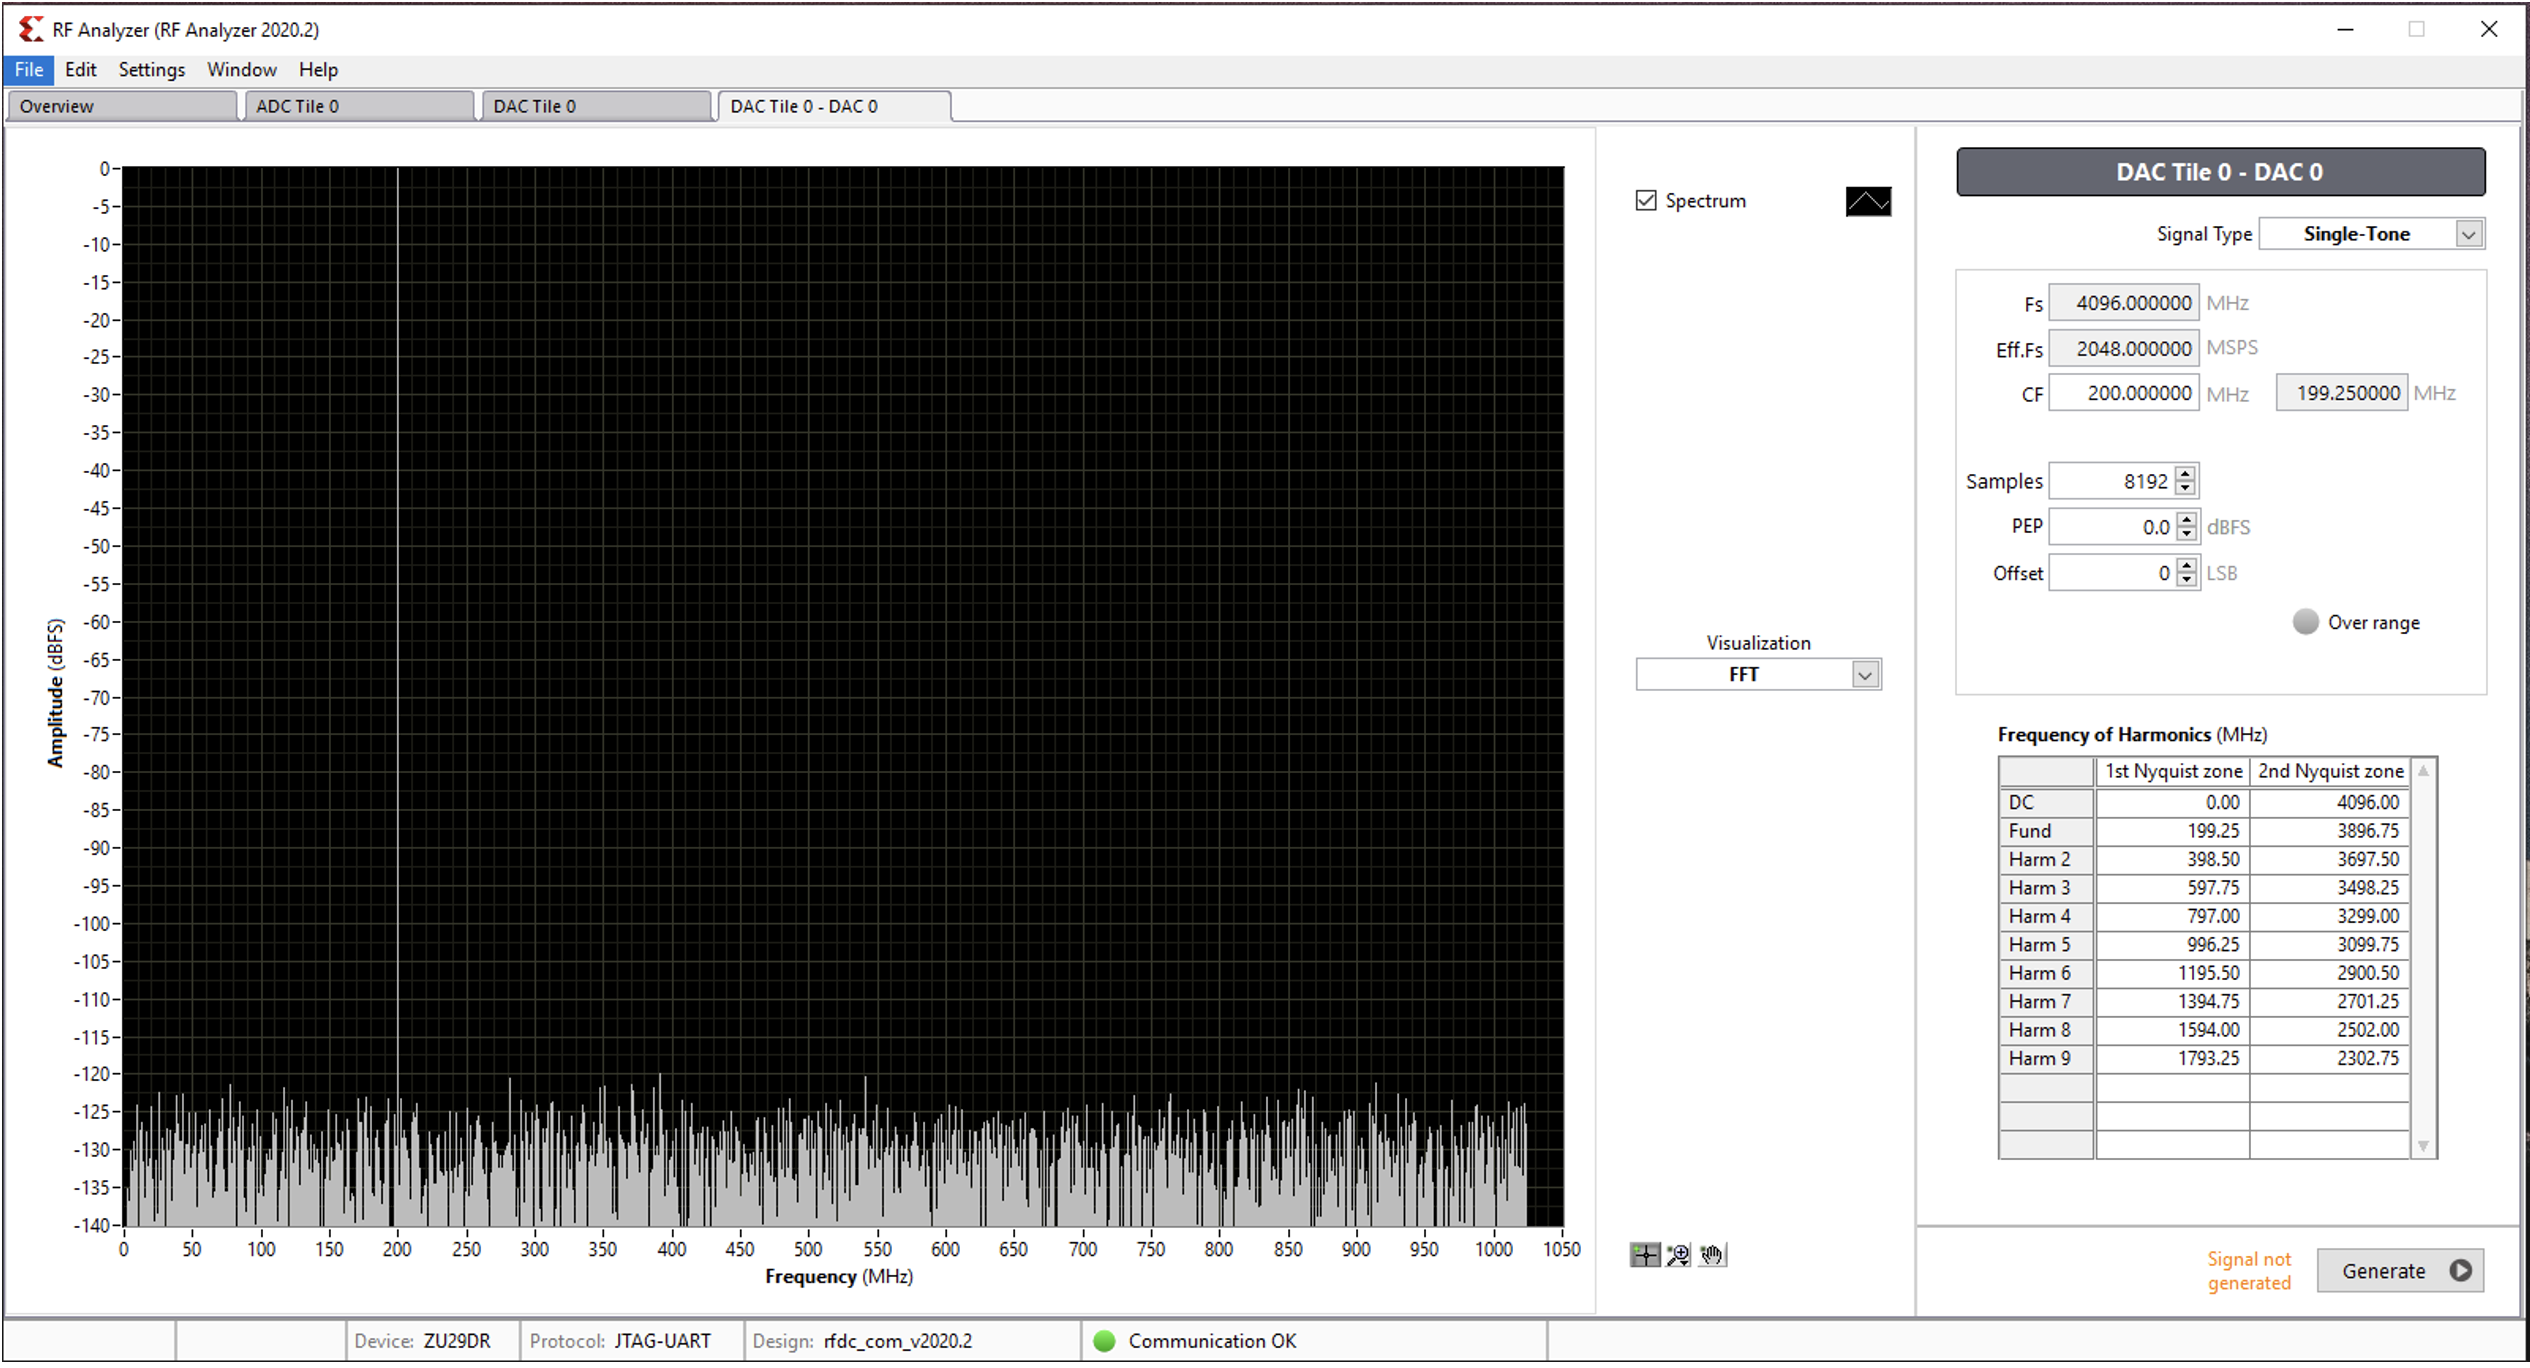 RF Analyzer (RF Analyzer 2020.2)
File Edit Settings Window Help
Overview ADC Tile 0 DAC Tile 0 DAC Tile 0 - DAC 0
0
-5
-10
-15
-20
-25
-30
-35
-40
-45
-50
-55
-60
-65
-70
-75
-80
-85
-90
-95
-100
-105
-110
-115
-120
-125
-130
-135
-140
Amplitude (dBFS)
0 50 100 150 200 250 300 350 400 450 500 550 600 650 700 750 800 850 900 950 1000 1050
Frequency (MHz)
Spectrum
Visualization
FFT
DAC Tile 0 - DAC 0
Signal Type Single-Tone
Fs 4096.000000 MHz
Eff.Fs 2048.000000 MSPS
CF 200.000000 MHz 199.250000 MHz
Samples 8192
PEP 0.0 dBFS
Offset 0 LSB
Over range
Frequency of Harmonics (MHz)
1st Nyquist zone 2nd Nyquist zone
DC 0.00 4096.00
Fund 199.25 3896.75
Harm 2 398.50 3697.50
Harm 3 597.75 3498.25
Harm 4 797.00 3299.00
Harm 5 996.25 3099.75
Harm 6 1195.50 2900.50
Harm 7 1394.75 2701.25
Harm 8 1594.00 2502.00
Harm 9 1793.25 2302.75
Signal not
generated
Generate
Device: ZU29DR Protocol: JTAG-UART Design: rfdc_com_v2020.2 Communication OK